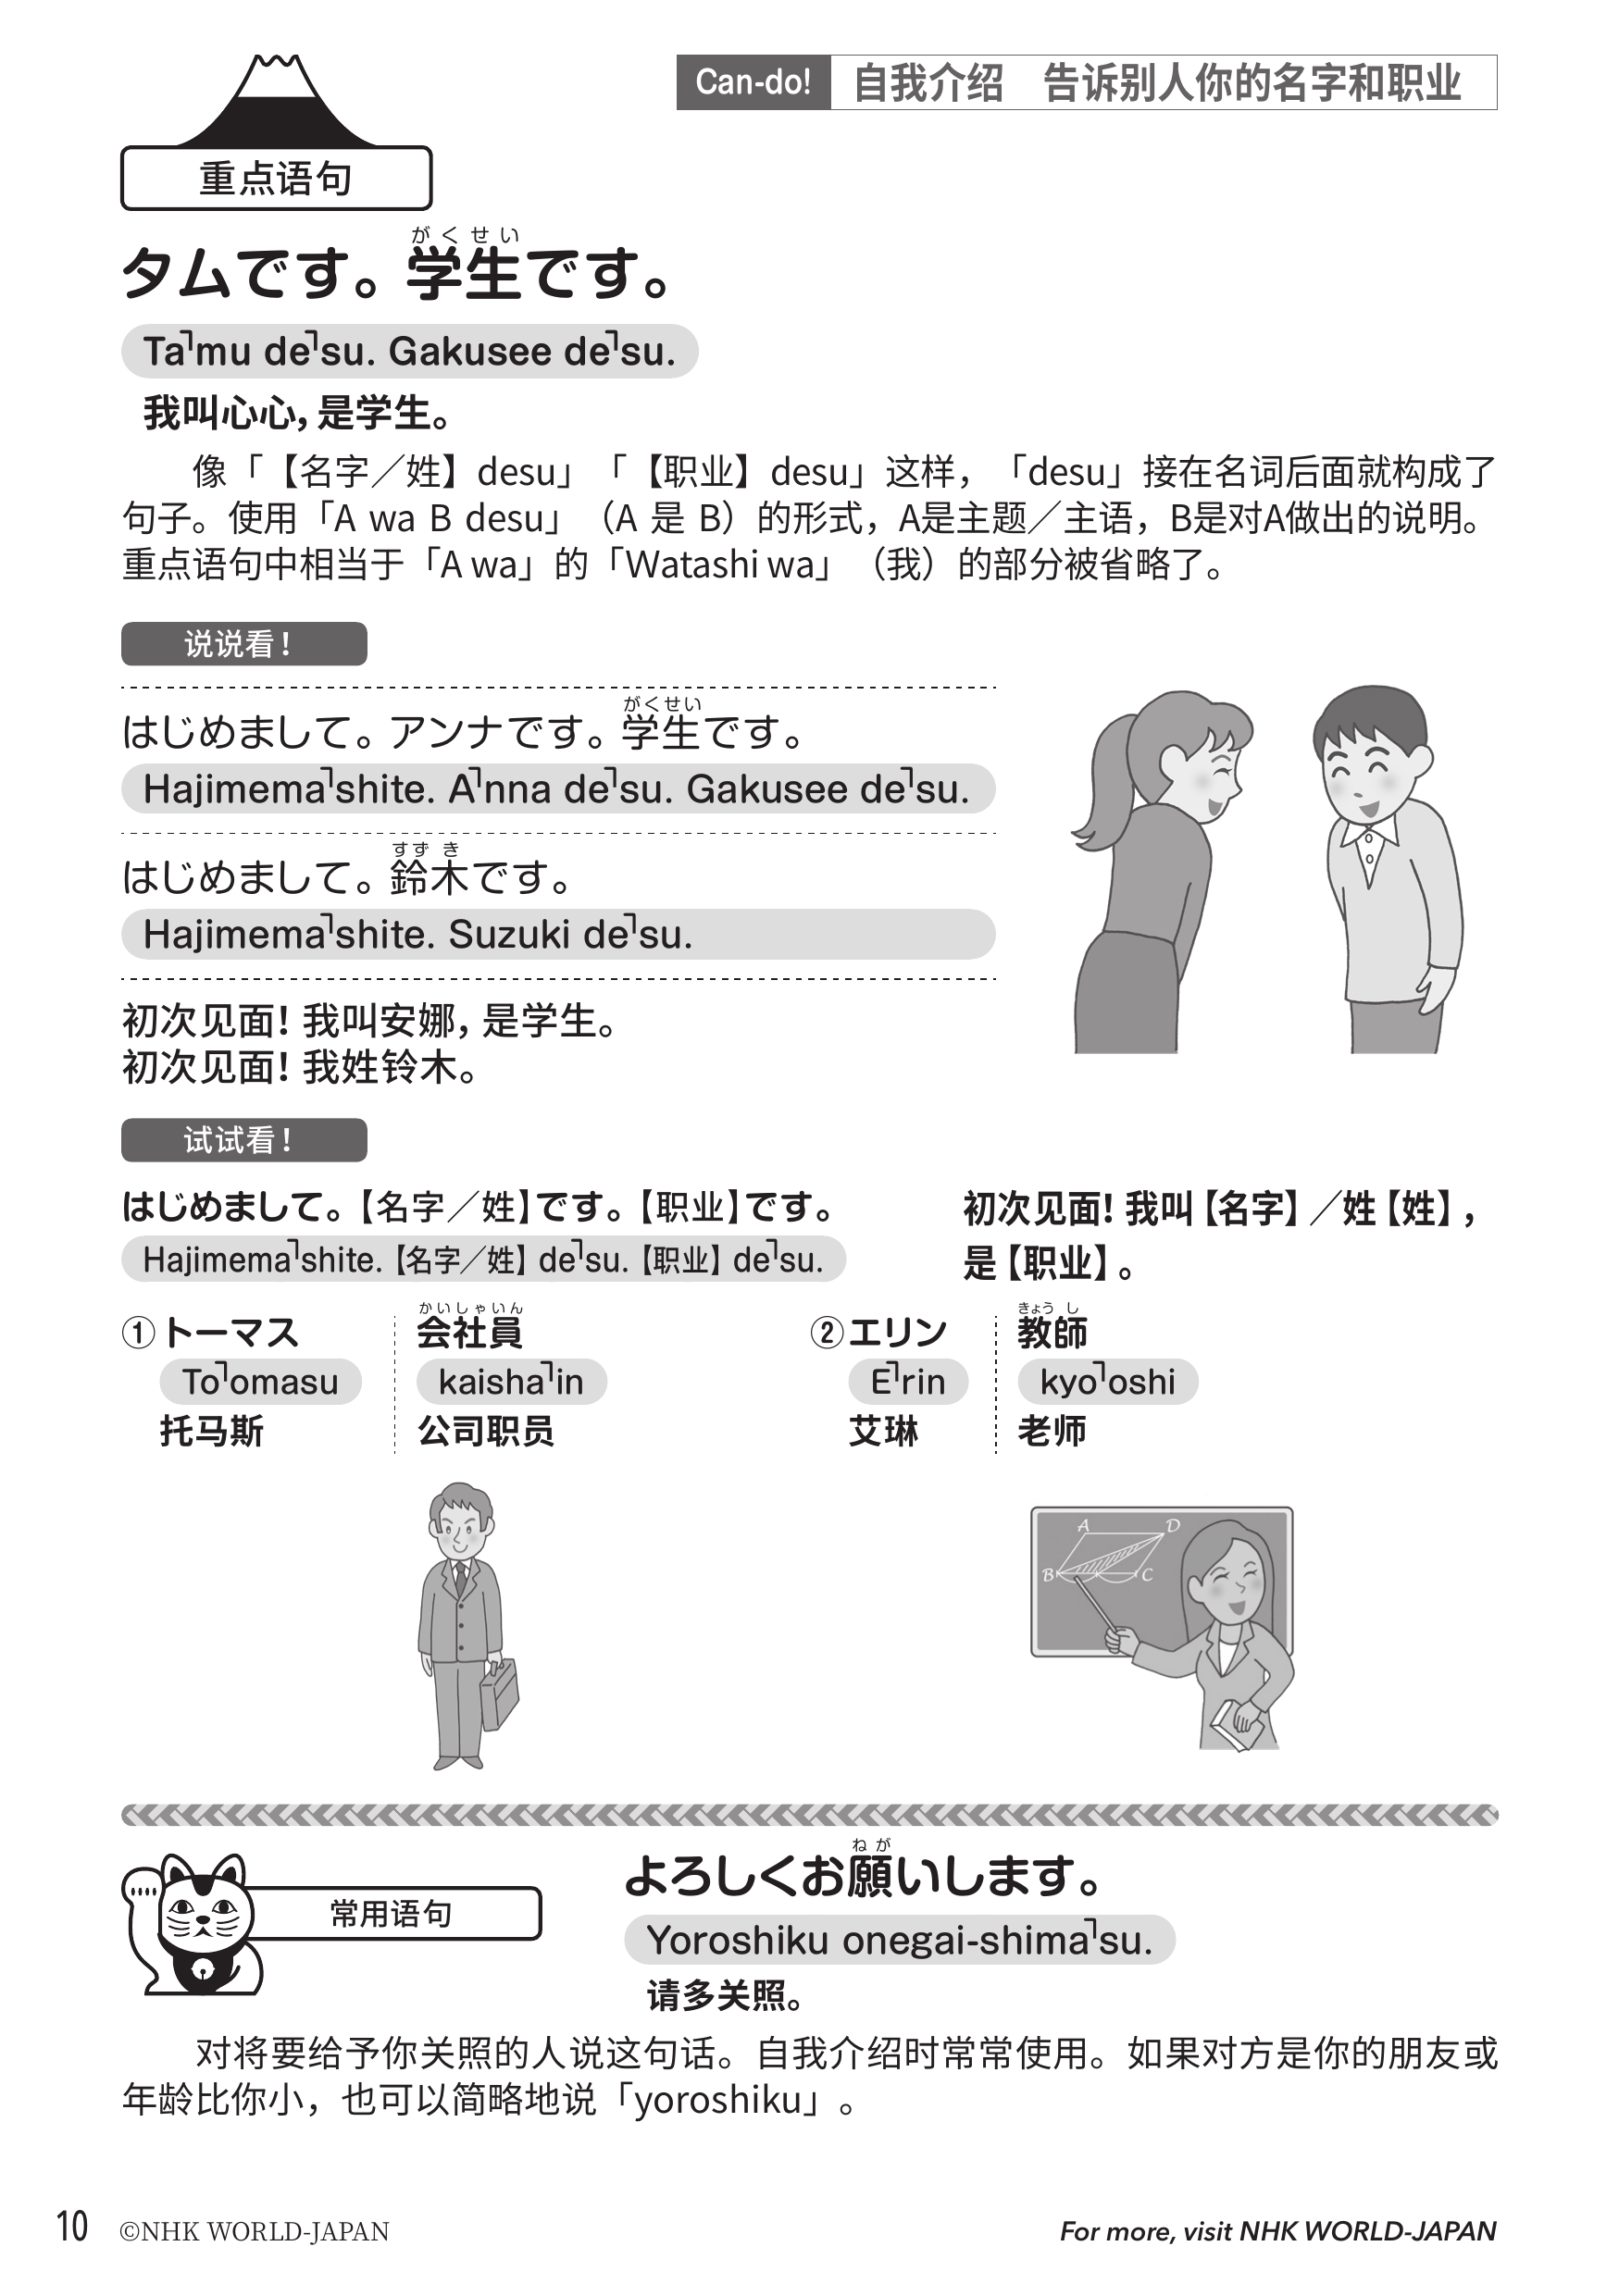 Can-do! 自我介绍　告诉别人你的名字和职业
重点语句
がくせい
タムです。学生です。
Ta˥mu de˥su. Gakusee de˥su.
我叫心心，是学生。
像「【名字／姓】desu」「【职业】desu」这样，「desu」接在名词后面就构成了
句子。使用「A wa B desu」（A 是 B）的形式，A是主题／主语，B是对A做出的说明。
重点语句中相当于「A wa」的「Watashi wa」（我）的部分被省略了。
说说看！
がくせい
はじめまして。アンナです。学生です。
Hajimema˥shite. A˥nna de˥su. Gakusee de˥su.
すずき
はじめまして。鈴木です。
Hajimema˥shite. Suzuki de˥su.
初次见面！我叫安娜，是学生。
初次见面！我姓铃木。
试试看！
はじめまして。【名字／姓】です。【职业】です。
Hajimema˥shite.【名字／姓】de˥su.【职业】de˥su.
初次见面！我叫【名字】／姓【姓】，
是【职业】。
かいしゃいん
① トーマス 会社員
To˥omasu kaisha˥in
托马斯 公司职员
きょうし
② エリン 教師
E˥rin kyo˥oshi
艾琳 老师
A D
B C
常用语句
ねが
よろしくお願いします。
Yoroshiku onegai-shima˥su.
请多关照。
对将要给予你关照的人说这句话。自我介绍时常常使用。如果对方是你的朋友或
年龄比你小，也可以简略地说「yoroshiku」。
10 ©NHK WORLD-JAPAN For more, visit NHK WORLD-JAPAN